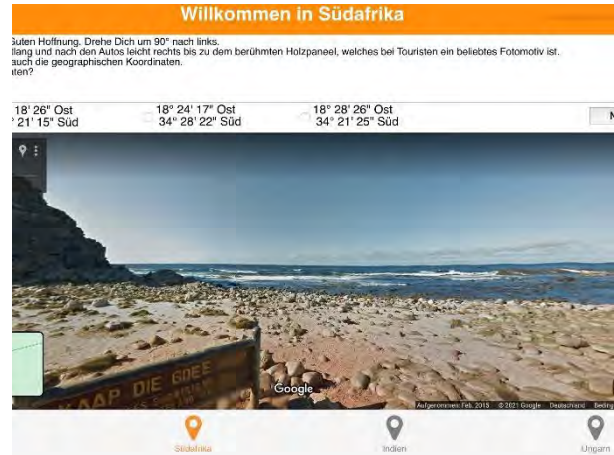 Willkommen in Südafrika
Guten Hoffnung. Drehe Dich um 90° nach links.
llang und nach den Autos leicht rechts bis zu dem berühmten Holzpaneel, welches bei Touristen ein beliebtes Fotomotiv ist.
auch die geographischen Koordinaten.
aten?
18' 26" Ost
° 21' 15" Süd
18° 24' 17" Ost
34° 28' 22" Süd
18° 28' 26" Ost
34° 21' 25" Süd
N
KAAP DIE GOEE
Google
Aufgenommen: Feb. 2015 © 2021 Google Deutschland Beding
Südafrika
Indien
Ungarn